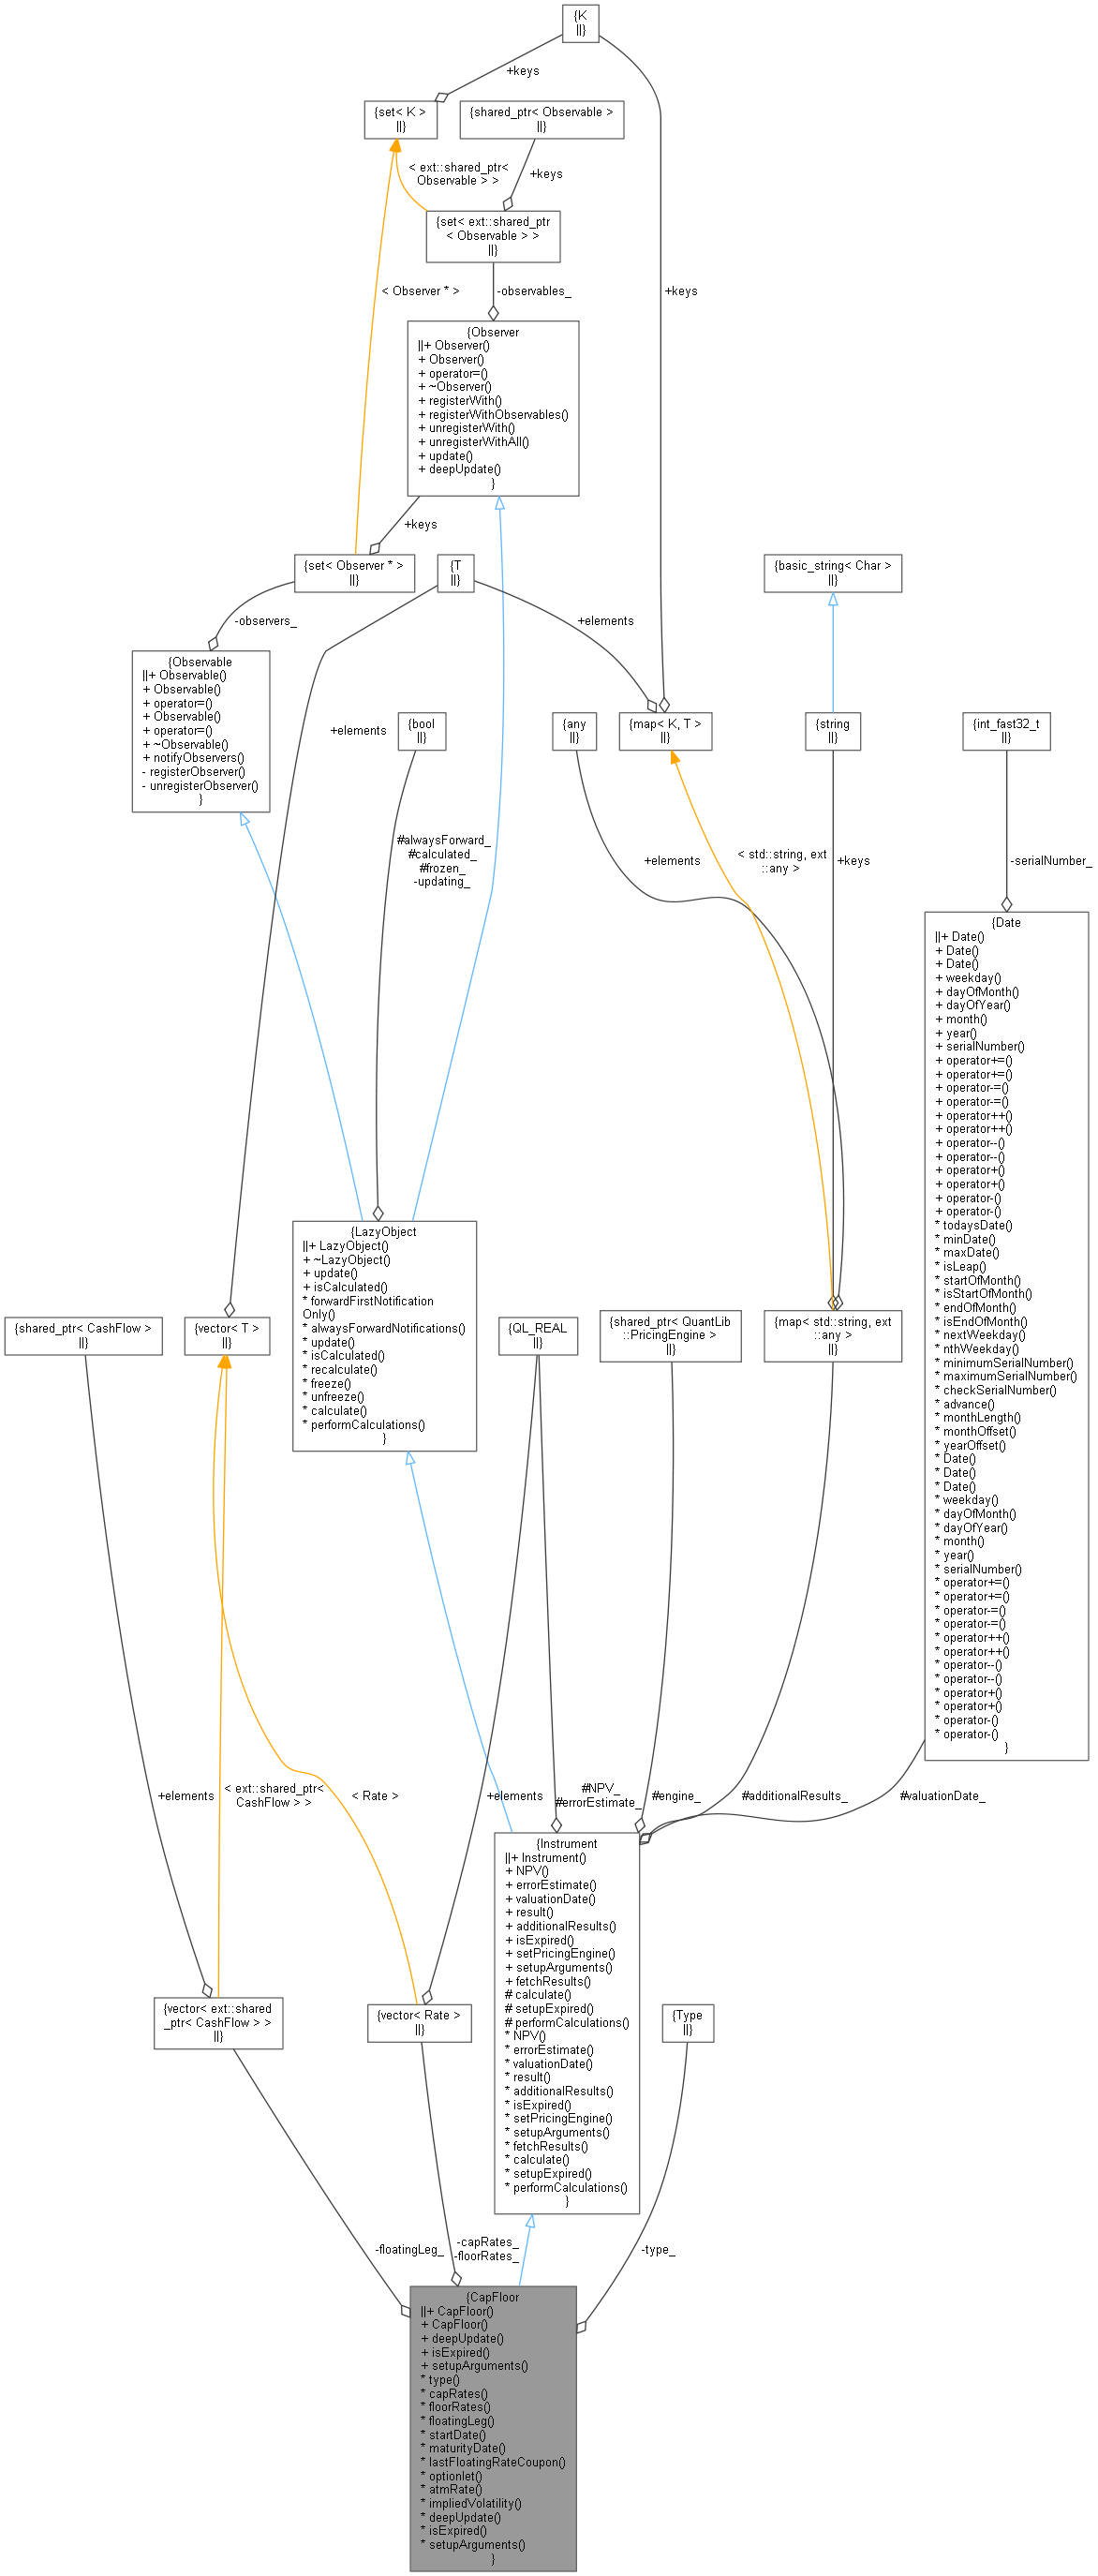 {K
||}
+keys
{set< K >
||}
{shared_ptr< Observable >
||}
< ext::shared_ptr<
Observable > >
+keys
{set< ext::shared_ptr
< Observable > >
||}
< Observer * >
-observables_
+keys
{Observer
||+ Observer()
+ Observer()
+ operator=()
+ ~Observer()
+ registerWith()
+ registerWithObservables()
+ unregisterWith()
+ unregisterWithAll()
+ update()
+ deepUpdate()
}
+keys
{set< Observer * >
||}
{T
||}
{basic_string< Char >
||}
-observers_
+elements
{Observable
||+ Observable()
+ Observable()
+ operator=()
+ Observable()
+ operator=()
+ ~Observable()
+ notifyObservers()
- registerObserver()
- unregisterObserver()
}
+elements
{bool
||}
{any
||}
{map< K, T >
||}
{string
||}
{int_fast32_t
||}
#alwaysForward_
#calculated_
#frozen_
-updating_
+elements
< std::string, ext
::any >
+keys
-serialNumber_
{Date
||+ Date()
+ Date()
+ Date()
+ weekday()
+ dayOfMonth()
+ dayOfYear()
+ month()
+ year()
+ serialNumber()
+ operator+=()
+ operator+=()
+ operator-=()
+ operator-=()
+ operator++()
+ operator++()
+ operator--()
+ operator--()
+ operator+()
+ operator+()
+ operator-()
+ operator-()
* todaysDate()
* minDate()
* maxDate()
* isLeap()
* startOfMonth()
* isStartOfMonth()
* endOfMonth()
* isEndOfMonth()
* nextWeekday()
* nthWeekday()
* minimumSerialNumber()
* maximumSerialNumber()
* checkSerialNumber()
* advance()
* monthLength()
* monthOffset()
* yearOffset()
* Date()
* Date()
* Date()
* weekday()
* dayOfMonth()
* dayOfYear()
* month()
* year()
* serialNumber()
* operator+=()
* operator+=()
* operator-=()
* operator-=()
* operator++()
* operator++()
* operator--()
* operator--()
* operator+()
* operator+()
* operator-()
* operator-()
}
{LazyObject
||+ LazyObject()
+ ~LazyObject()
+ update()
+ isCalculated()
* forwardFirstNotification
Only()
* alwaysForwardNotifications()
* update()
* isCalculated()
* recalculate()
* freeze()
* unfreeze()
* calculate()
* performCalculations()
}
{shared_ptr< CashFlow >
||}
{vector< T >
||}
{QL_REAL
||}
{shared_ptr< QuantLib
::PricingEngine >
||}
{map< std::string, ext
::any >
||}
+elements
< ext::shared_ptr<
CashFlow > >
< Rate >
+elements
#NPV_
#errorEstimate_
#engine_
#additionalResults_
#valuationDate_
{Instrument
||+ Instrument()
+ NPV()
+ errorEstimate()
+ valuationDate()
+ result()
+ additionalResults()
+ isExpired()
+ setPricingEngine()
+ setupArguments()
+ fetchResults()
# calculate()
# setupExpired()
# performCalculations()
* NPV()
* errorEstimate()
* valuationDate()
* result()
* additionalResults()
* isExpired()
* setPricingEngine()
* setupArguments()
* fetchResults()
* calculate()
* setupExpired()
* performCalculations()
}
{vector< ext::shared
_ptr< CashFlow > >
||}
{vector< Rate >
||}
{Type
||}
-floatingLeg_
-capRates_
-floorRates_
-type_
{CapFloor
||+ CapFloor()
+ CapFloor()
+ deepUpdate()
+ isExpired()
+ setupArguments()
* type()
* capRates()
* floorRates()
* floatingLeg()
* startDate()
* maturityDate()
* lastFloatingRateCoupon()
* optionlet()
* atmRate()
* impliedVolatility()
* deepUpdate()
* isExpired()
* setupArguments()
}